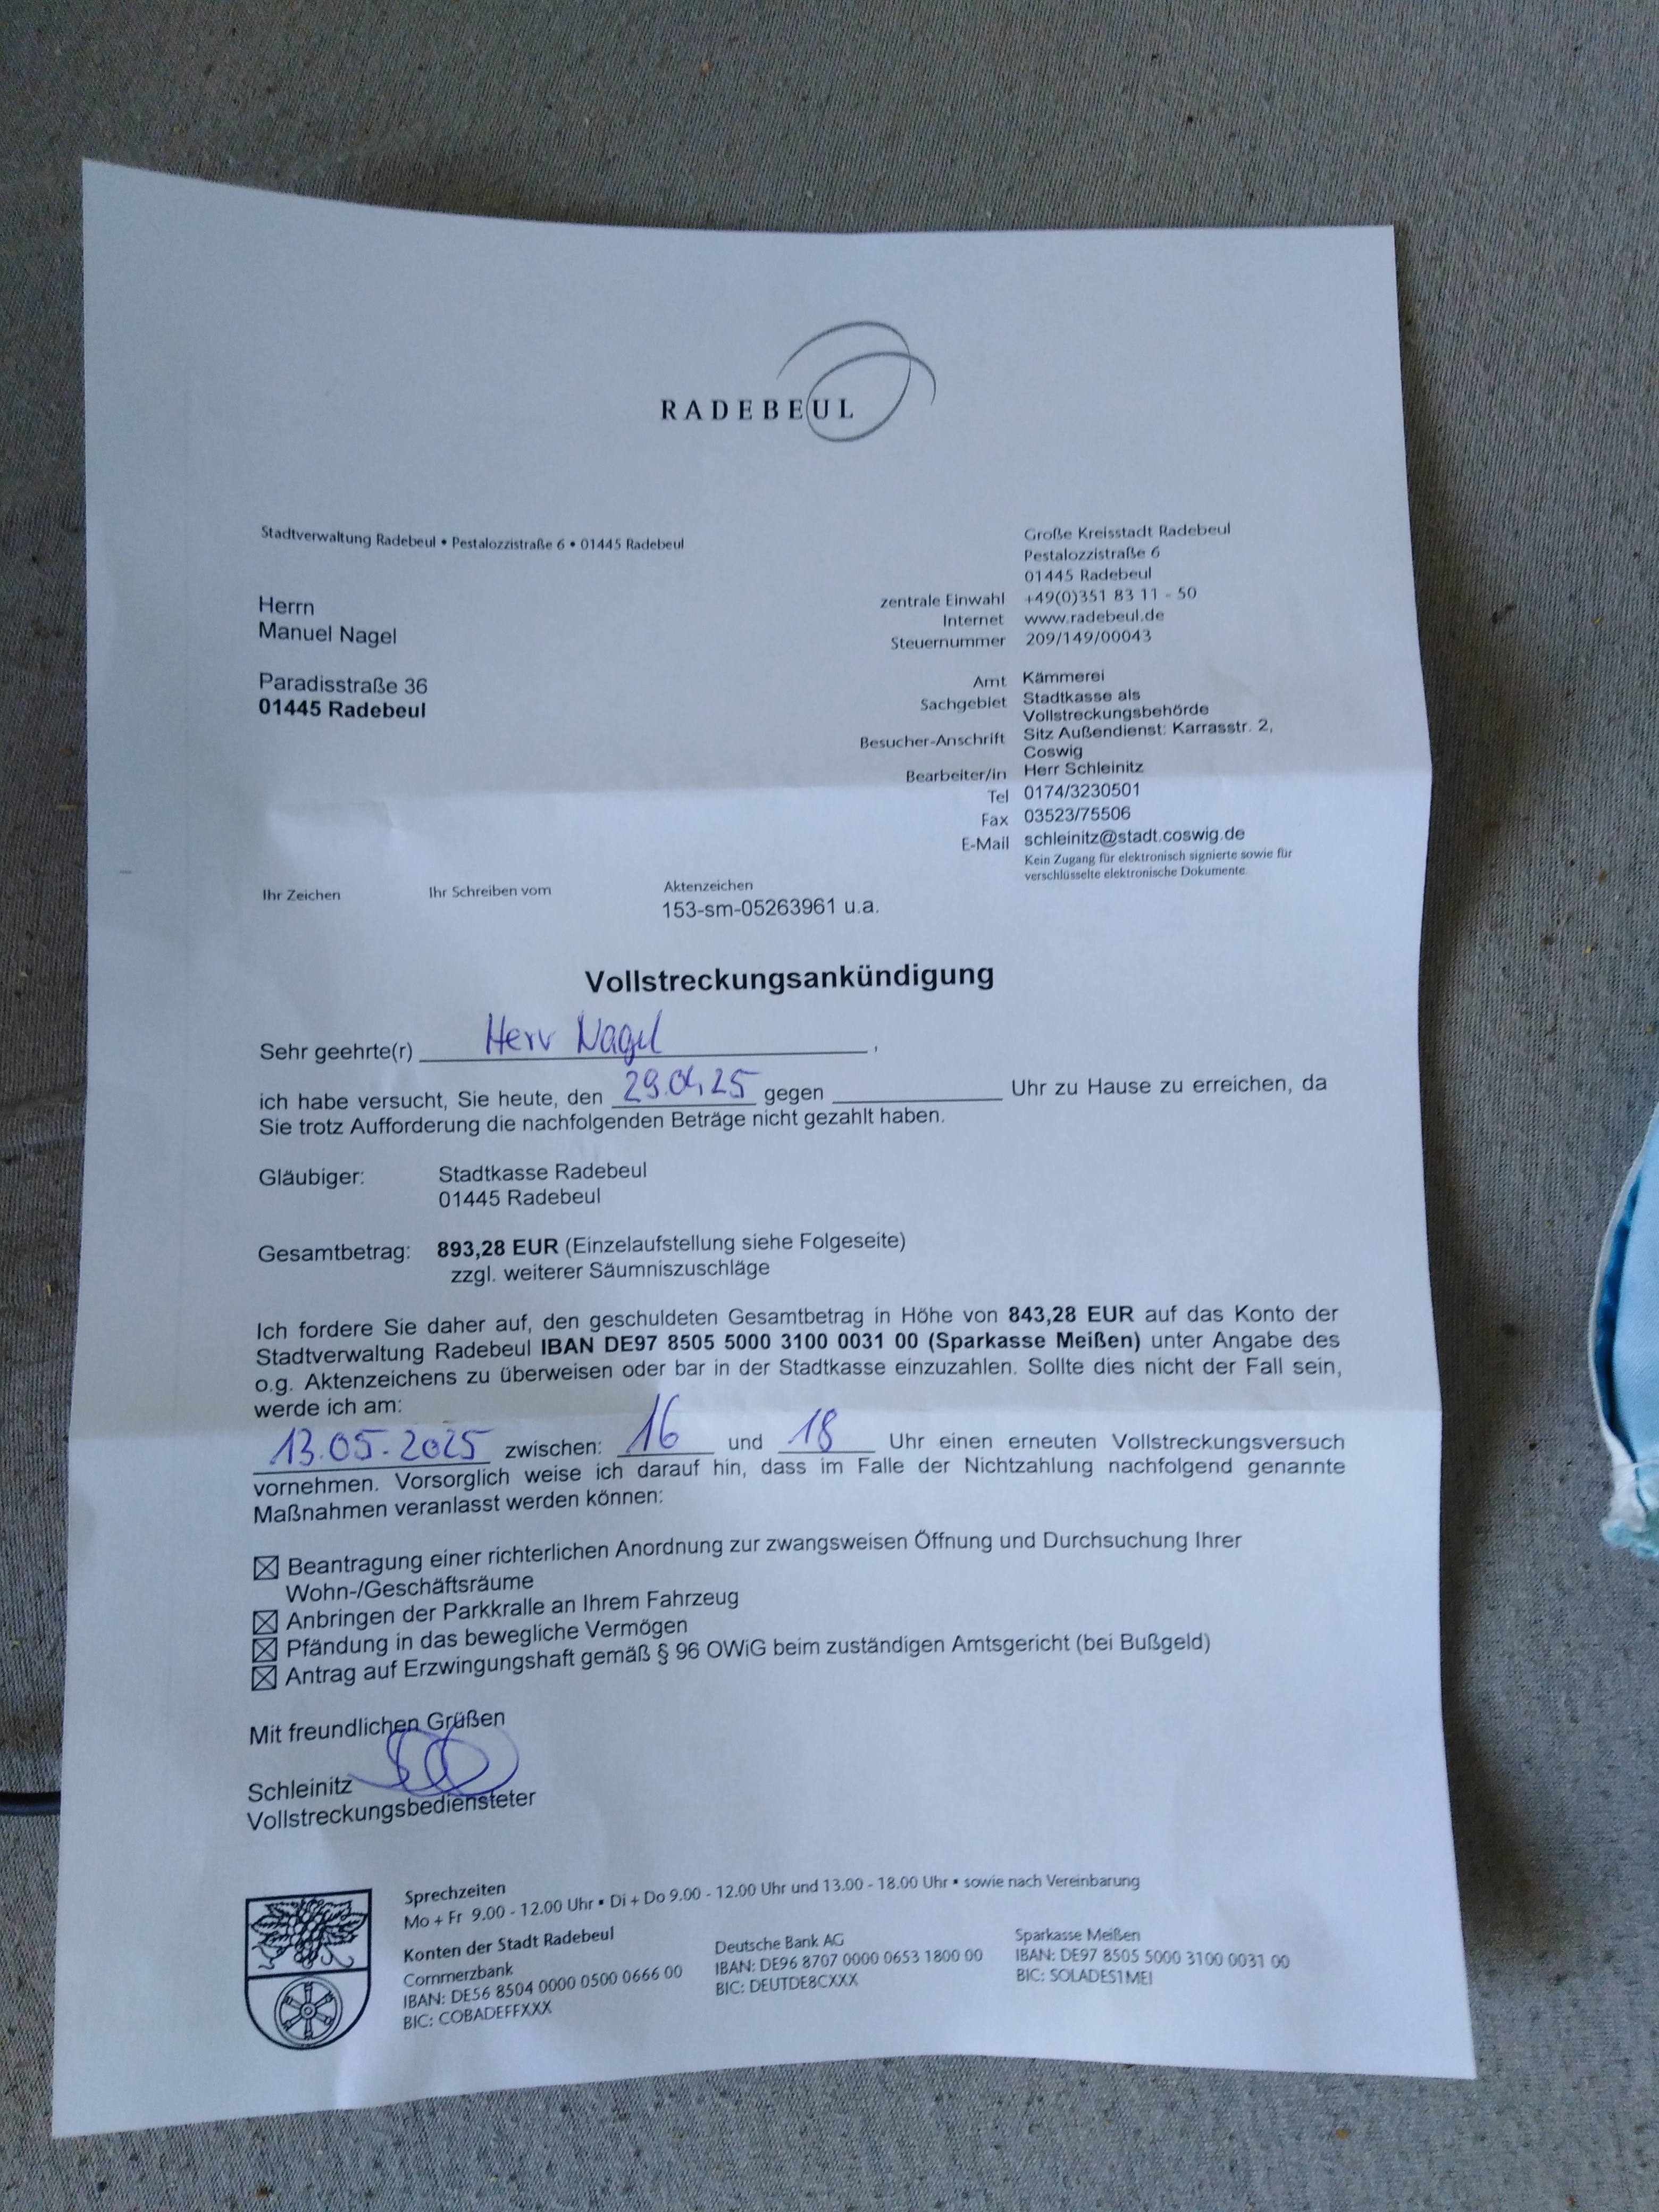 RADEBEUL
Stadtverwaltung Radebeul • Pestalozzistraße 6 • 01445 Radebeul
Herrn
Manuel Nagel
Paradisstraße 36
01445 Radebeul
Große Kreisstadt Radebeul
Pestalozzistraße 6
01445 Radebeul
zentrale Einwahl +49(0)351 83 11 - 50
Internet www.radebeul.de
Steuernummer 209/149/00043
Amt Kämmerei
Sachgebiet Stadtkasse als
Vollstreckungsbehörde
Besucher-Anschrift Sitz Außendienst: Karrasstr. 2,
Coswig
Bearbeiter/in Herr Schleinitz
Tel 0174/3230501
Fax 03523/75506
E-Mail schleinitz@stadt.coswig.de
Kein Zugang für elektronisch signierte sowie für
verschlüsselte elektronische Dokumente.
Ihr Zeichen Ihr Schreiben vom Aktenzeichen
153-sm-05263961 u.a.
Vollstreckungsankündigung
Sehr geehrte(r) Herr Nagel ,
ich habe versucht, Sie heute, den 29.04.25 gegen Uhr zu Hause zu erreichen, da
Sie trotz Aufforderung die nachfolgenden Beträge nicht gezahlt haben.
Gläubiger: Stadtkasse Radebeul
01445 Radebeul
Gesamtbetrag: 893,28 EUR (Einzelaufstellung siehe Folgeseite)
zzgl. weiterer Säumniszuschläge
Ich fordere Sie daher auf, den geschuldeten Gesamtbetrag in Höhe von 843,28 EUR auf das Konto der
Stadtverwaltung Radebeul IBAN DE97 8505 5000 3100 0031 00 (Sparkasse Meißen) unter Angabe des
o.g. Aktenzeichens zu überweisen oder bar in der Stadtkasse einzuzahlen. Sollte dies nicht der Fall sein,
werde ich am:
13.05.2025 zwischen: 16 und 18 Uhr einen erneuten Vollstreckungsversuch
vornehmen. Vorsorglich weise ich darauf hin, dass im Falle der Nichtzahlung nachfolgend genannte
Maßnahmen veranlasst werden können:
☒ Beantragung einer richterlichen Anordnung zur zwangsweisen Öffnung und Durchsuchung Ihrer
Wohn-/Geschäftsräume
☒ Anbringen der Parkkralle an Ihrem Fahrzeug
☒ Pfändung in das bewegliche Vermögen
☒ Antrag auf Erzwingungshaft gemäß § 96 OWiG beim zuständigen Amtsgericht (bei Bußgeld)
Mit freundlichen Grüßen
Schleinitz
Vollstreckungsbediensteter
Sprechzeiten
Mo + Fr 9.00 - 12.00 Uhr • Di + Do 9.00 - 12.00 Uhr und 13.00 - 18.00 Uhr • sowie nach Vereinbarung
Konten der Stadt Radebeul
Commerzbank
IBAN: DE56 8504 0000 0500 0666 00
BIC: COBADEFFXXX
Deutsche Bank AG
IBAN: DE96 8707 0000 0653 1800 00
BIC: DEUTDE8CXXX
Sparkasse Meißen
IBAN: DE97 8505 5000 3100 0031 00
BIC: SOLADES1MEI